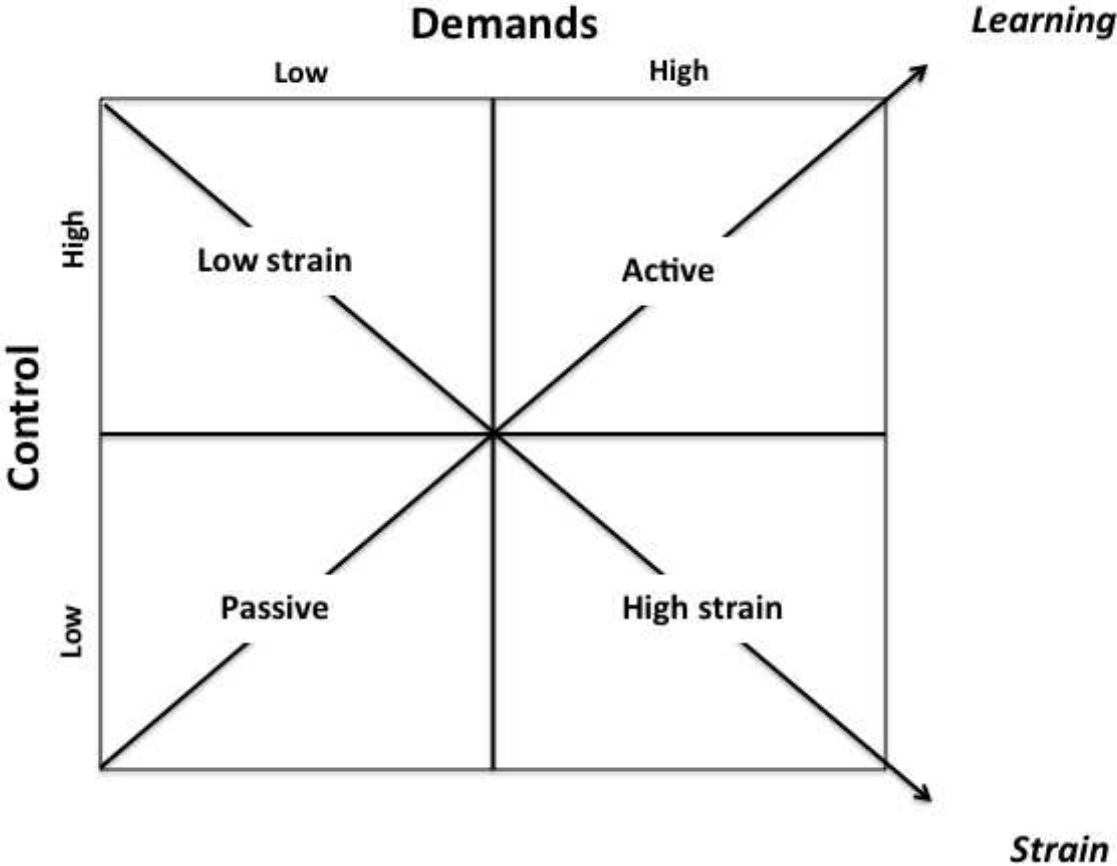 Demands
Learning
Low
High
High
Low strain
Active
Control
Low
Passive
High strain
Strain